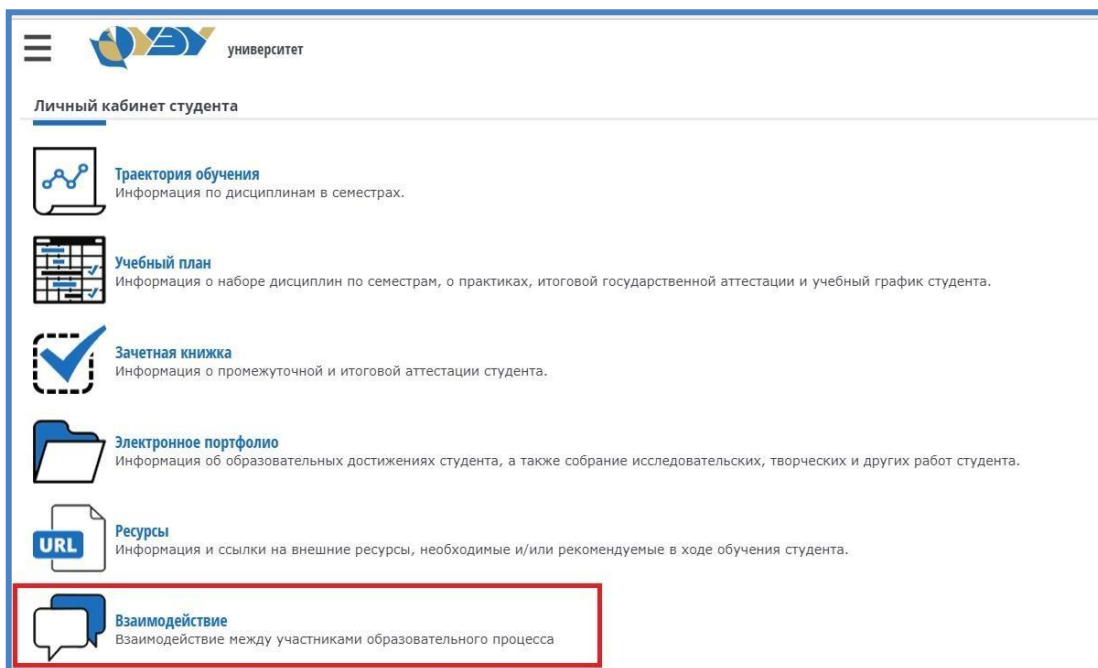 УЭУ
университет
Личный кабинет студента
Траектория обучения
Информация по дисциплинам в семестрах.
Учебный план
Информация о наборе дисциплин по семестрам, о практиках, итоговой государственной аттестации и учебный график студента.
Зачетная книжка
Информация о промежуточной и итоговой аттестации студента.
Электронное портфолио
Информация об образовательных достижениях студента, а также собрание исследовательских, творческих и других работ студента.
URL
Ресурсы
Информация и ссылки на внешние ресурсы, необходимые и/или рекомендуемые в ходе обучения студента.
Взаимодействие
Взаимодействие между участниками образовательного процесса